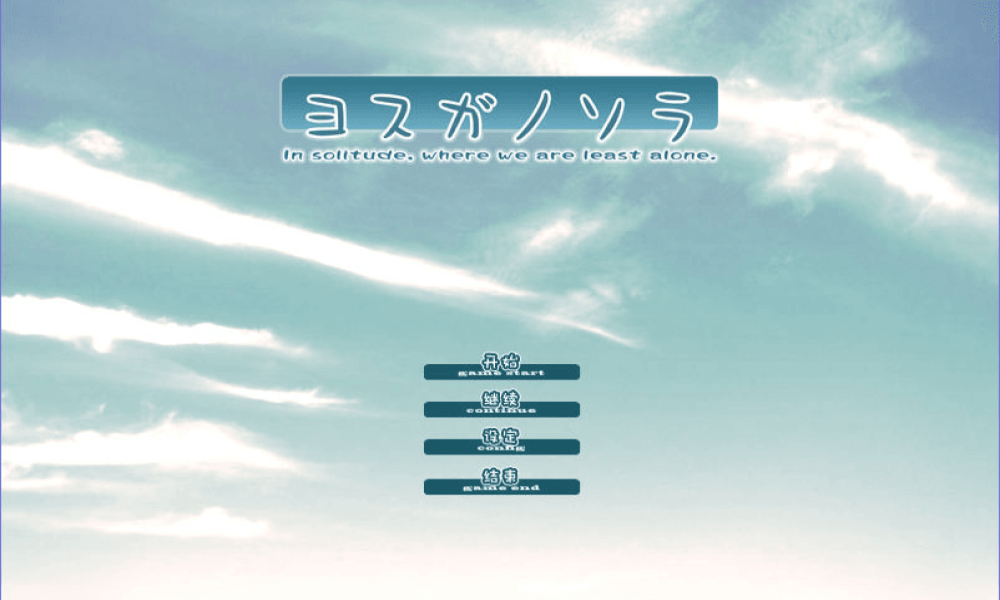 ヨスガノソラ
In solitude, where we are least alone.
开始
game start
继续
continue
设定
config
结束
game end